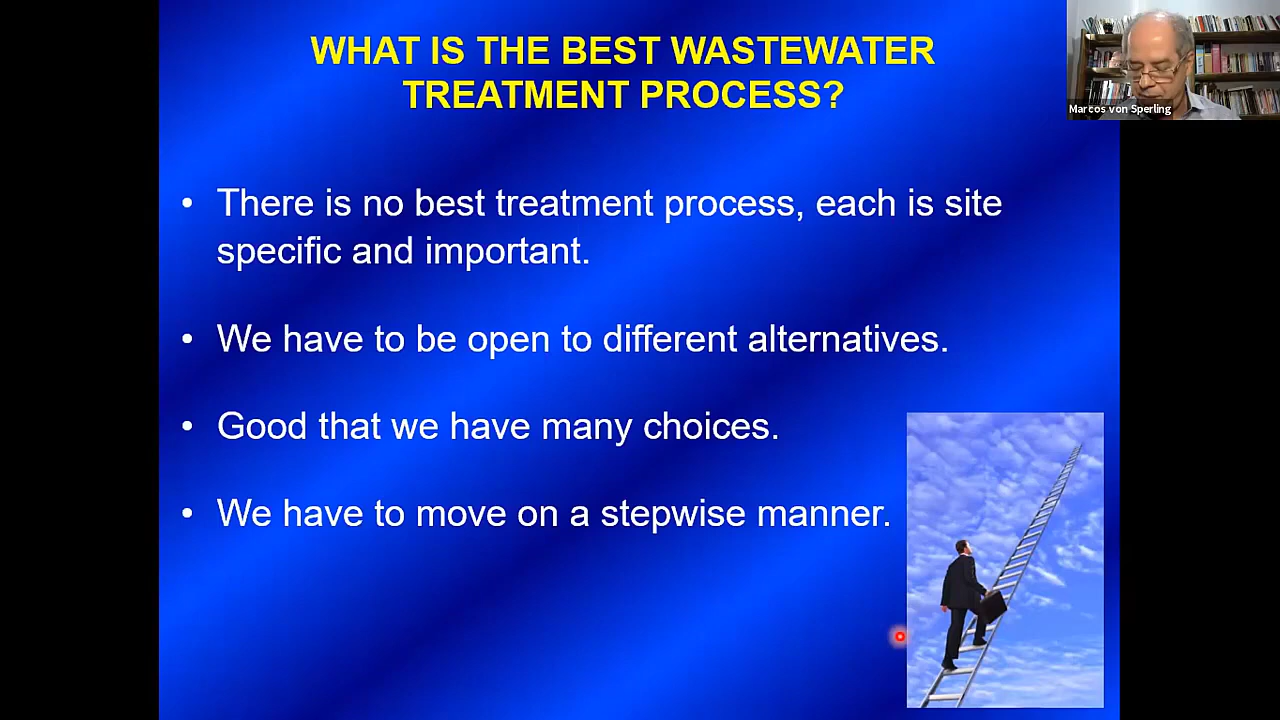 WHAT IS THE BEST WASTEWATER
TREATMENT PROCESS?
Marcos von Sperling
• There is no best treatment process, each is site
specific and important.
• We have to be open to different alternatives.
• Good that we have many choices.
• We have to move on a stepwise manner.